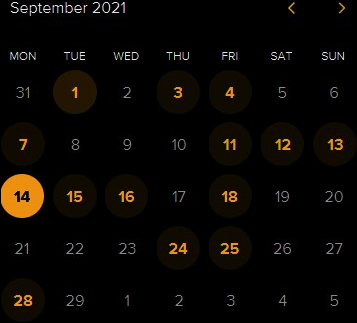 September 2021
MON TUE WED THU FRI SAT SUN
31 1 2 3 4 5 6
7 8 9 10 11 12 13
14 15 16 17 18 19 20
21 22 23 24 25 26 27
28 29 1 2 3 4 5